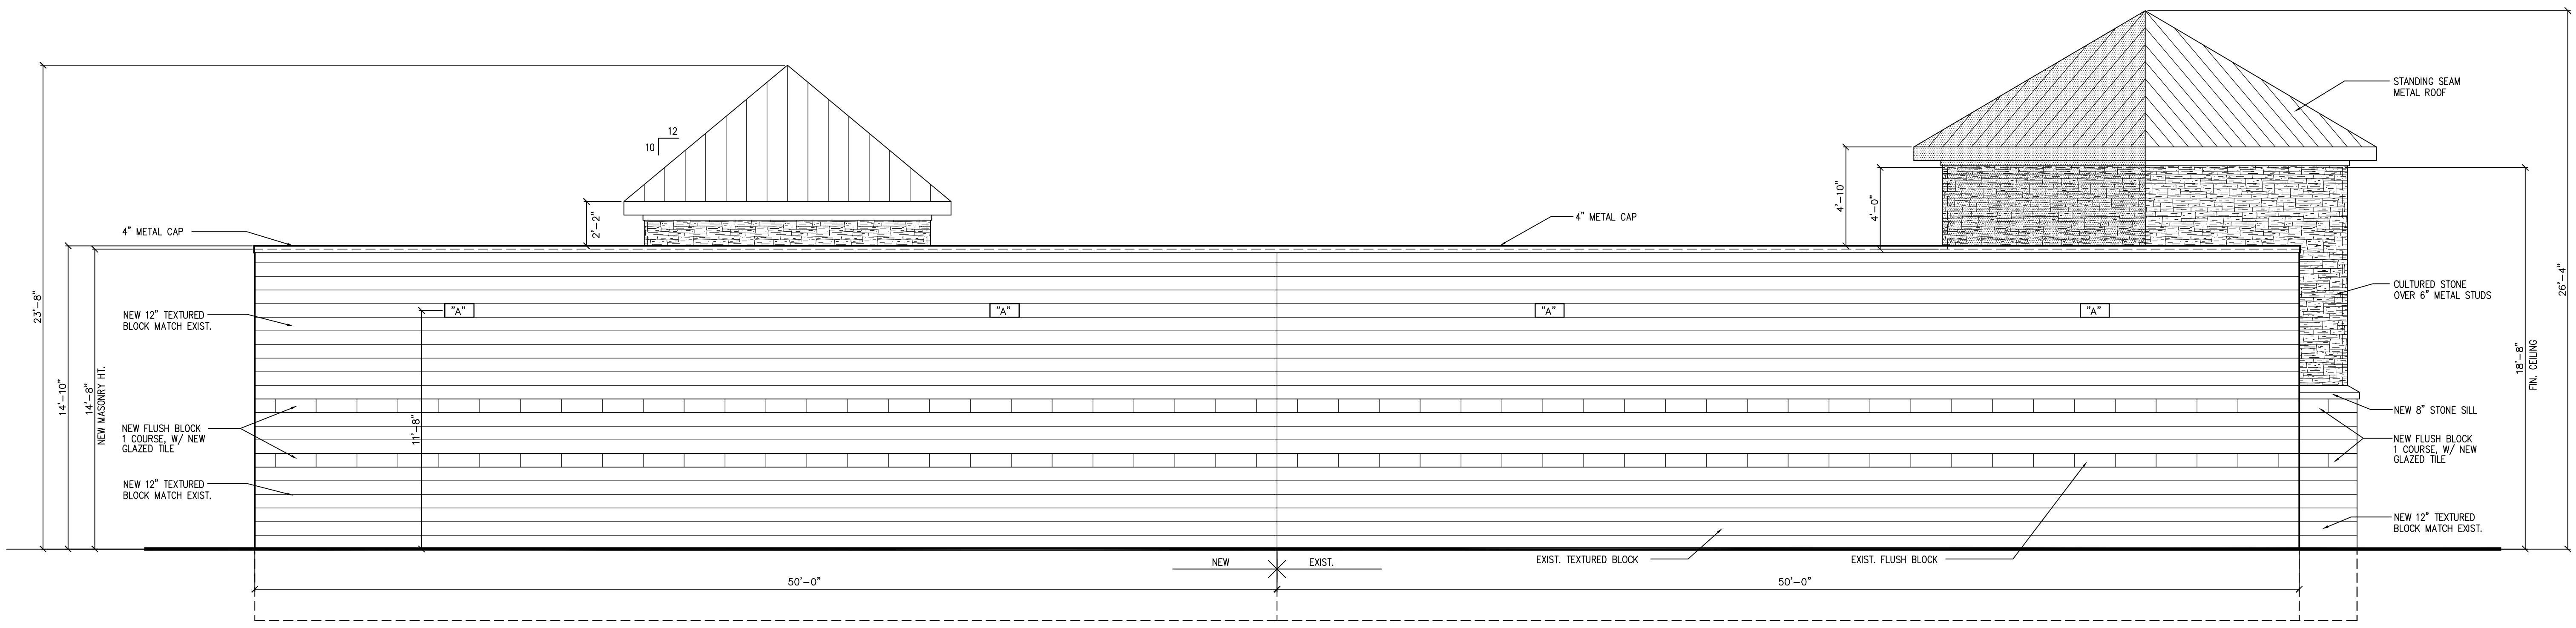 STANDING SEAM
METAL ROOF
12
10
4'-10"
4'-0"
2'-2"
4" METAL CAP
4" METAL CAP
23'-8"
26'-4"
CULTURED STONE
OVER 6" METAL STUDS
"A"
"A"
"A"
"A"
NEW 12" TEXTURED
BLOCK MATCH EXIST.
14'-10"
14'-8"
NEW MASONRY HT.
18'-8"
FIN. CEILING
11'-8"
NEW 8" STONE SILL
NEW FLUSH BLOCK
1 COURSE, W/ NEW
GLAZED TILE
NEW FLUSH BLOCK
1 COURSE, W/ NEW
GLAZED TILE
NEW 12" TEXTURED
BLOCK MATCH EXIST.
NEW 12" TEXTURED
BLOCK MATCH EXIST.
NEW
EXIST.
EXIST. TEXTURED BLOCK
EXIST. FLUSH BLOCK
50'-0"
50'-0"